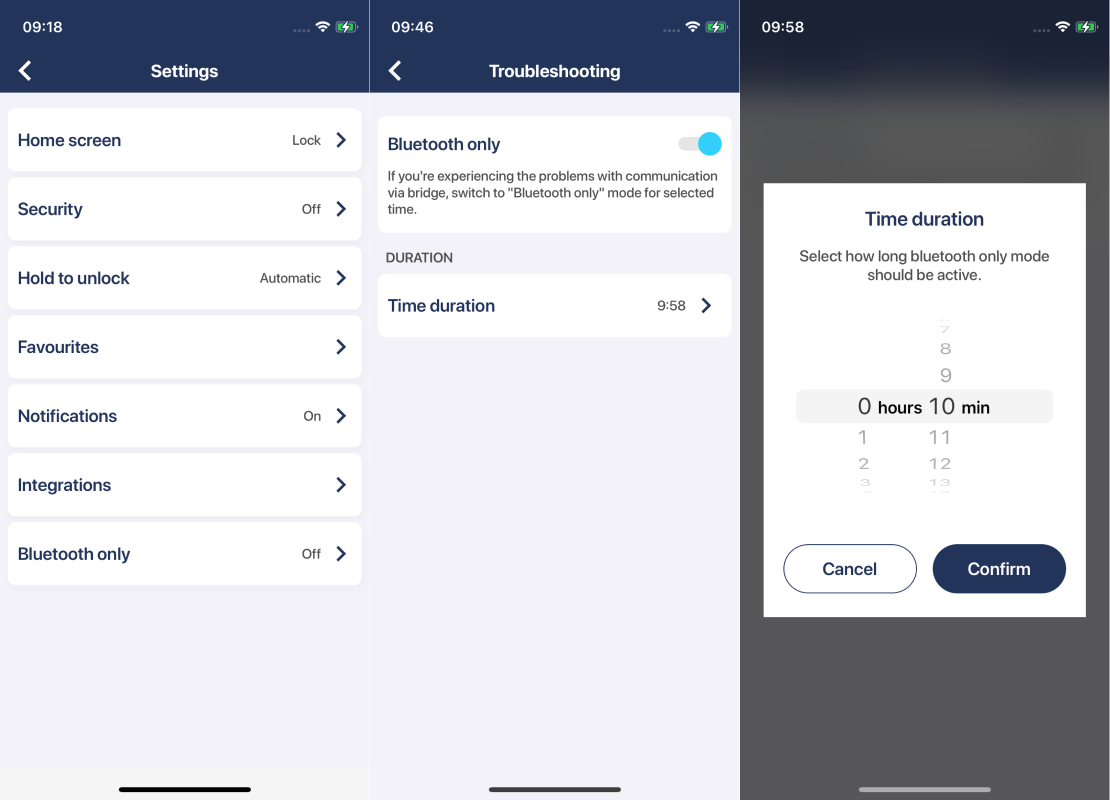 09:18
Settings
Home screen Lock
Security Off
Hold to unlock Automatic
Favourites
Notifications On
Integrations
Bluetooth only Off
09:46
Troubleshooting
Bluetooth only
If you're experiencing the problems with communication
via bridge, switch to "Bluetooth only" mode for selected
time.
DURATION
Time duration 9:58
09:58
Time duration
Select how long bluetooth only mode
should be active.
7
8
9
0 hours 10 min
1 11
2 12
3 13
Cancel Confirm